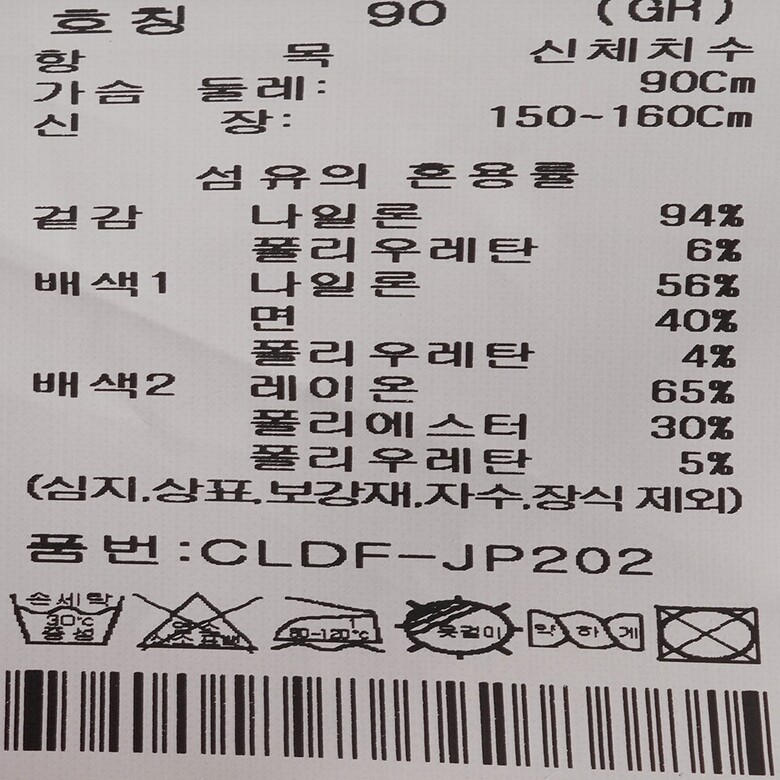 호칭 90 (GR)
항 목 신체치수
가슴 둘레: 90Cm
신 장: 150~160Cm
섬유의 혼용률
겉감 나일론 94%
폴리우레탄 6%
배색1 나일론 56%
면 40%
폴리우레탄 4%
배색2 레이온 65%
폴리에스터 30%
폴리우레탄 5%
(심지,상표,보강재,자수,장식 제외)
품번:CLDF-JP202
손세탁 30℃ 중성
산소표백
80~120℃
옷걸이
약하게